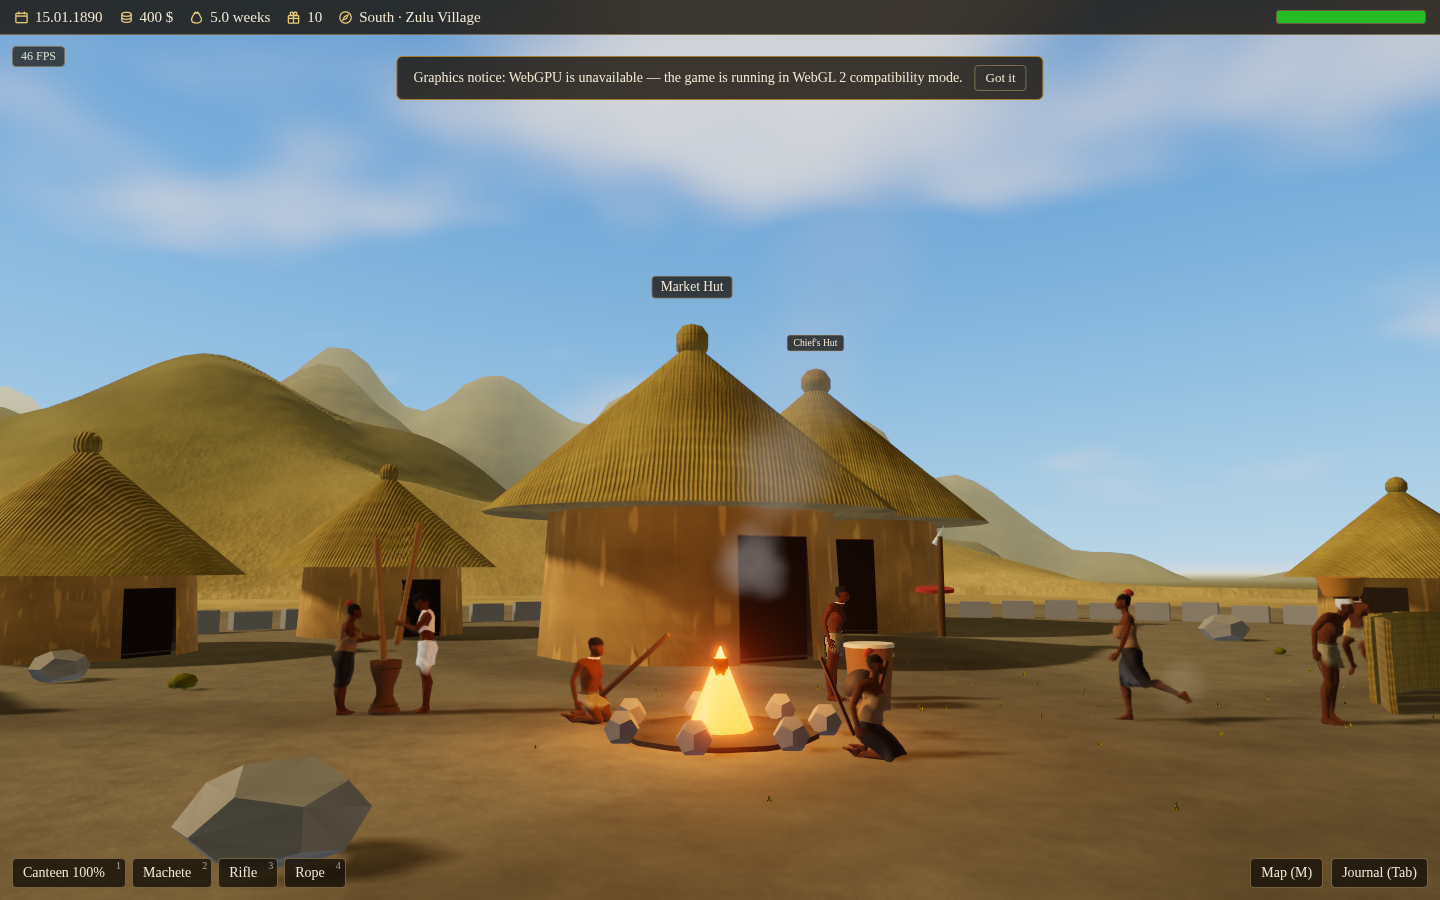 15.01.1890 400 $ 5.0 weeks 10 South · Zulu Village
46 FPS
Graphics notice: WebGPU is unavailable — the game is running in WebGL 2 compatibility mode. Got it
Market Hut
Chief's Hut
Canteen 100% 1 Machete 2 Rifle 3 Rope 4 Map (M) Journal (Tab)